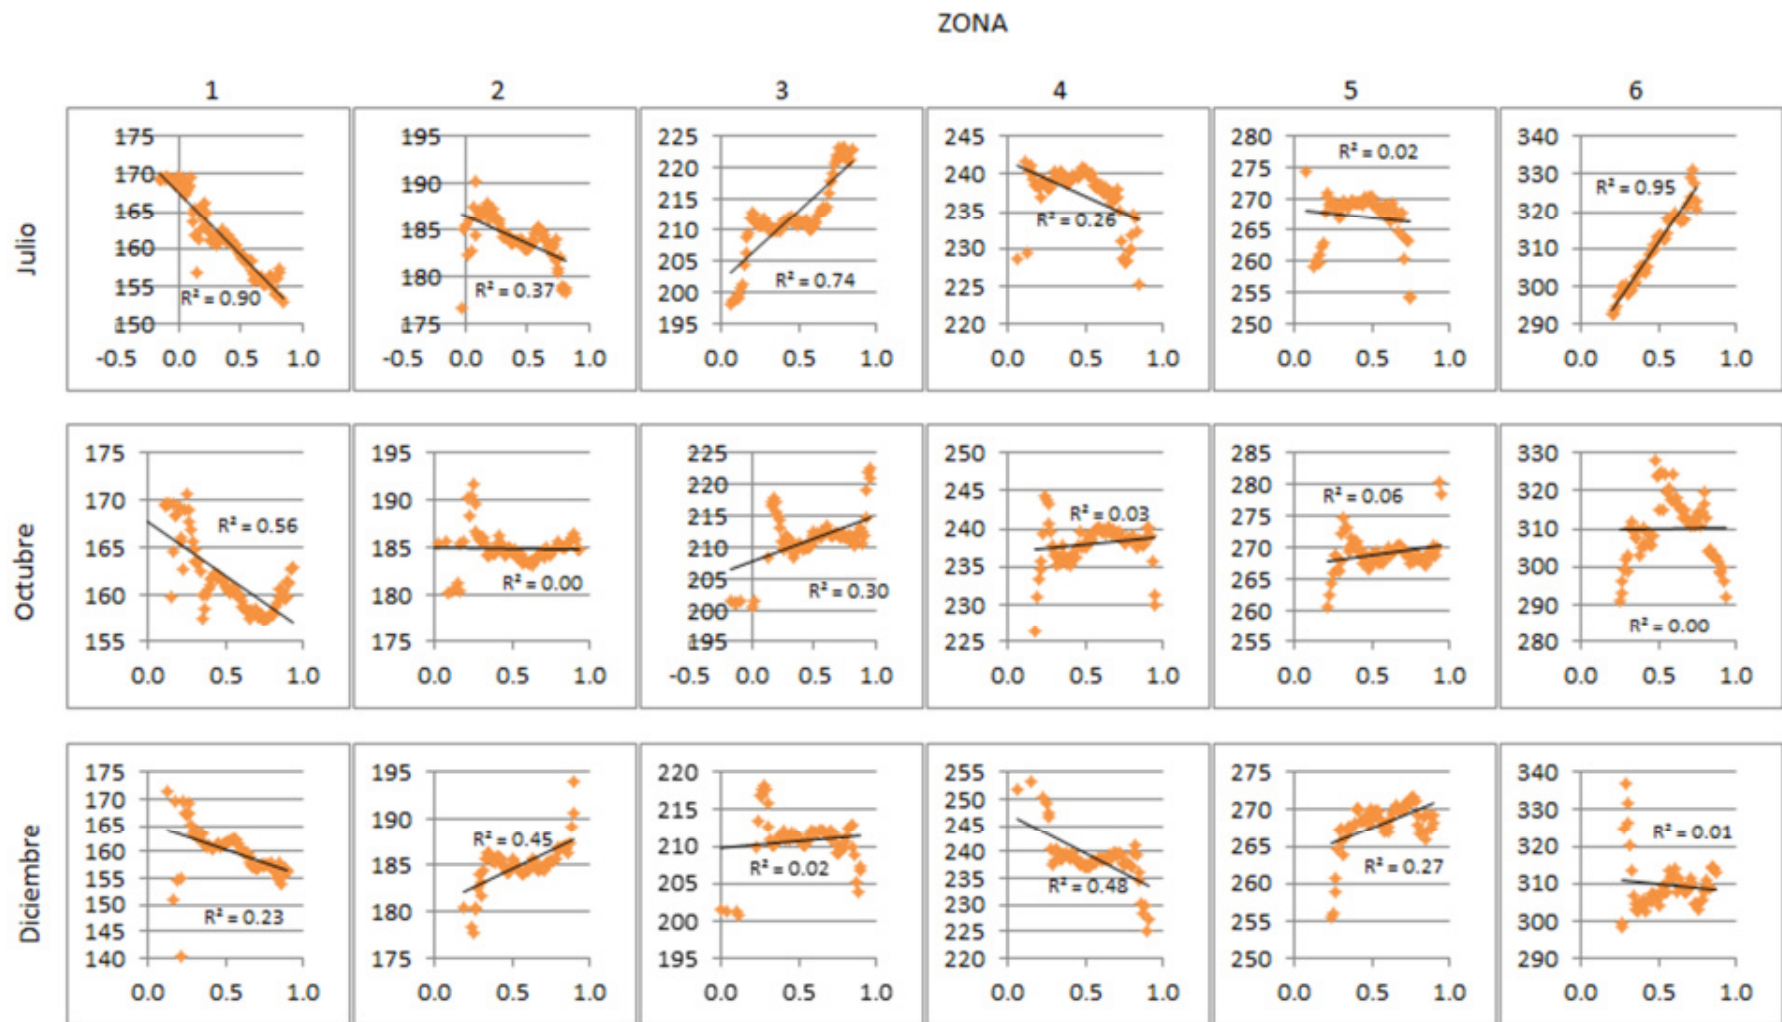 ZONA
1 2 3 4 5 6
Julio
175 170 165 160 155 150
-0.5 0.0 0.5 1.0
R² = 0.90
195 190 185 180 175
-0.5 0.0 0.5 1.0
R² = 0.37
225 220 215 210 205 200 195
0.0 0.5 1.0
R² = 0.74
245 240 235 230 225 220
0.0 0.5 1.0
R² = 0.26
280 275 270 265 260 255 250
0.0 0.5 1.0
R² = 0.02
340 330 320 310 300 290
0.0 0.5 1.0
R² = 0.95
Octubre
175 170 165 160 155
0.0 0.5 1.0
R² = 0.56
195 190 185 180 175
0.0 0.5 1.0
R² = 0.00
225 220 215 210 205 200 195
-0.5 0.0 0.5 1.0
R² = 0.30
250 245 240 235 230 225
0.0 0.5 1.0
R² = 0.03
285 280 275 270 265 260 255
0.0 0.5 1.0
R² = 0.06
330 320 310 300 290 280
0.0 0.5 1.0
R² = 0.00
Diciembre
175 170 165 160 155 150 145 140
0.0 0.5 1.0
R² = 0.23
195 190 185 180 175
0.0 0.5 1.0
R² = 0.45
220 215 210 205 200 195
0.0 0.5 1.0
R² = 0.02
255 250 245 240 235 230 225 220
0.0 0.5 1.0
R² = 0.48
275 270 265 260 255 250
0.0 0.5 1.0
R² = 0.27
340 330 320 310 300 290
0.0 0.5 1.0
R² = 0.01